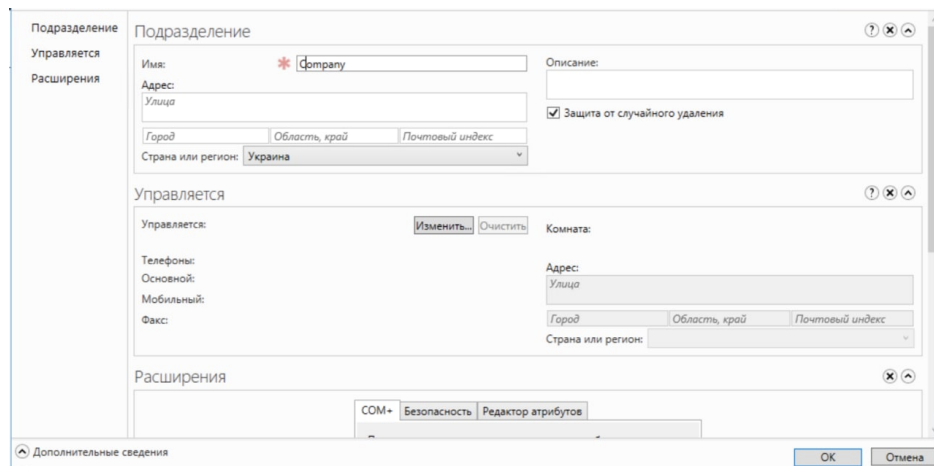 Подразделение
Управляется
Расширения
Подразделение
Имя:
Company
Адрес:
Улица
Город
Область, край
Почтовый индекс
Страна или регион:
Украина
Описание:
Защита от случайного удаления
Управляется
Управляется:
Изменить...
Очистить
Телефоны:
Основной:
Мобильный:
Факс:
Комната:
Адрес:
Улица
Город
Область, край
Почтовый индекс
Страна или регион:
Расширения
COM+
Безопасность
Редактор атрибутов
Дополнительные сведения
OK
Отмена